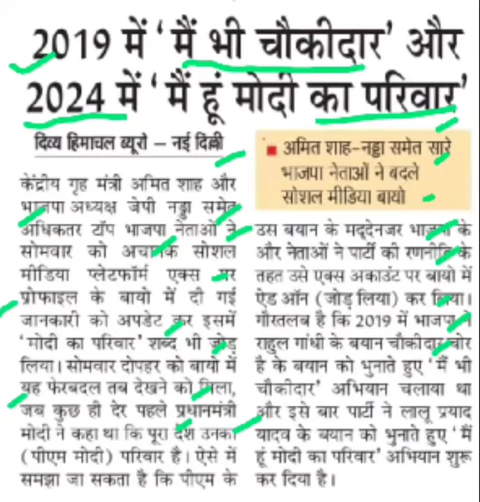 2019 में ‘मैं भी चौकीदार’ और
2024 में ‘मैं हूं मोदी का परिवार’
दिव्य हिमाचल ब्यूरो – नई दिल्ली
केंद्रीय गृह मंत्री अमित शाह और
भाजपा अध्यक्ष जेपी नड्डा समेत
अधिकतर टॉप भाजपा नेताओं ने
सोमवार को अचानक सोशल
मीडिया प्लेटफॉर्म एक्स पर
प्रोफाइल के बायो में दी गई
जानकारी को अपडेट कर इसमें
‘मोदी का परिवार’ शब्द भी जोड़
लिया। सोमवार दोपहर को बायो में
यह फेरबदल तब देखने को मिला,
जब कुछ ही देर पहले प्रधानमंत्री
मोदी ने कहा था कि पूरा देश उनका
(पीएम मोदी) परिवार है। ऐसे में
समझा जा सकता है कि पीएम के
■ अमित शाह-नड्डा समेत सारे
भाजपा नेताओं ने बदले
सोशल मीडिया बायो
उस बयान के मद्देनजर भाजपा के
और नेताओं ने पार्टी की रणनीति के
तहत उसे एक्स अकाउंट पर बायो में
ऐड ऑन (जोड़ लिया) कर लिया।
गौरतलब है कि 2019 में भाजपा ने
राहुल गांधी के बयान चौकीदार चोर
है के बयान को भुनाते हुए ‘मैं भी
चौकीदार’ अभियान चलाया था
और इसे बार पार्टी ने लालू प्रयाद
यादव के बयान को भुनाते हुए ‘मैं
हूं मोदी का परिवार’ अभियान शुरू
कर दिया है।